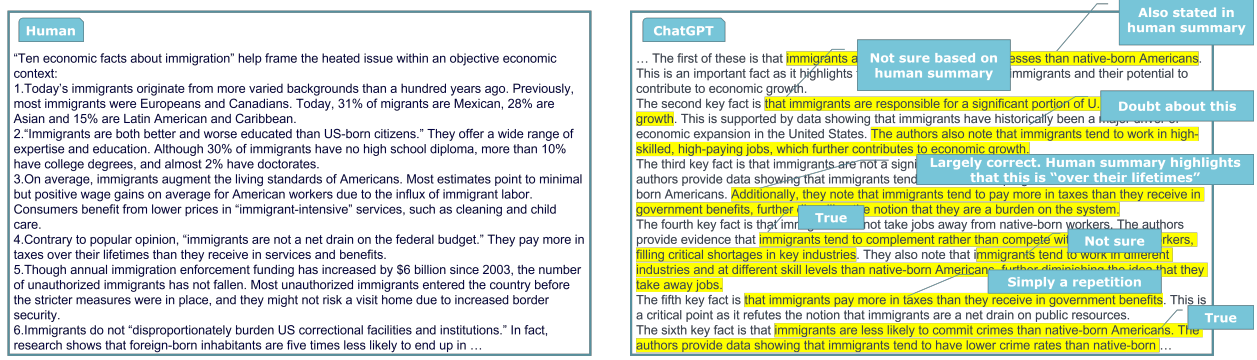 Human
“Ten economic facts about immigration” help frame the heated issue within an objective economic
context:
1.Today’s immigrants originate from more varied backgrounds than a hundred years ago. Previously,
most immigrants were Europeans and Canadians. Today, 31% of migrants are Mexican, 28% are
Asian and 15% are Latin American and Caribbean.
2.“Immigrants are both better and worse educated than US-born citizens.” They offer a wide range of
expertise and education. Although 30% of immigrants have no high school diploma, more than 10%
have college degrees, and almost 2% have doctorates.
3.On average, immigrants augment the living standards of Americans. Most estimates point to minimal
but positive wage gains on average for American workers due to the influx of immigrant labor.
Consumers benefit from lower prices in “immigrant-intensive” services, such as cleaning and child
care.
4.Contrary to popular opinion, “immigrants are not a net drain on the federal budget.” They pay more in
taxes over their lifetimes than they receive in services and benefits.
5.Though annual immigration enforcement funding has increased by $6 billion since 2003, the number
of unauthorized immigrants has not fallen. Most unauthorized immigrants entered the country before
the stricter measures were in place, and they might not risk a visit home due to increased border
security.
6.Immigrants do not “disproportionately burden US correctional facilities and institutions.” In fact,
research shows that foreign-born inhabitants are five times less likely to end up in …
ChatGPT
Also stated in
human summary
… The first of these is that immigrants than native-born Americans.
Not sure based on
human summary
This is an important fact as it highlights immigrants and their potential to
contribute to economic growth.
The second key fact is that immigrants are responsible for a significant portion of U.
Doubt about this
growth. This is supported by data showing that immigrants have historically been a major driver of
economic expansion in the United States. The authors also note that immigrants tend to work in high-
skilled, high-paying jobs, which further contributes to economic growth.
The third key fact is that immigrants are not a
Largely correct. Human summary highlights
that this is “over their lifetimes”
authors provide data showing that immigrants tend
born Americans. Additionally, they note that immigrants tend to pay more in taxes than they receive in
government benefits, further the notion that they are a burden on the system.
True
The fourth key fact is that not take jobs away from native-born workers. The authors
provide evidence that immigrants tend to complement rather than compete
Not sure
filling critical shortages in key industries. They also note that immigrants tend to work in different
industries and at different skill levels than native-born Americans, further diminishing the idea that they
take away jobs.
Simply a repetition
The fifth key fact is that immigrants pay more in taxes than they receive in government benefits. This is
a critical point as it refutes the notion that immigrants are a net drain on public resources.
True
The sixth key fact is that immigrants are less likely to commit crimes than native-born Americans. The
authors provide data showing that immigrants tend to have lower crime rates than native-born …